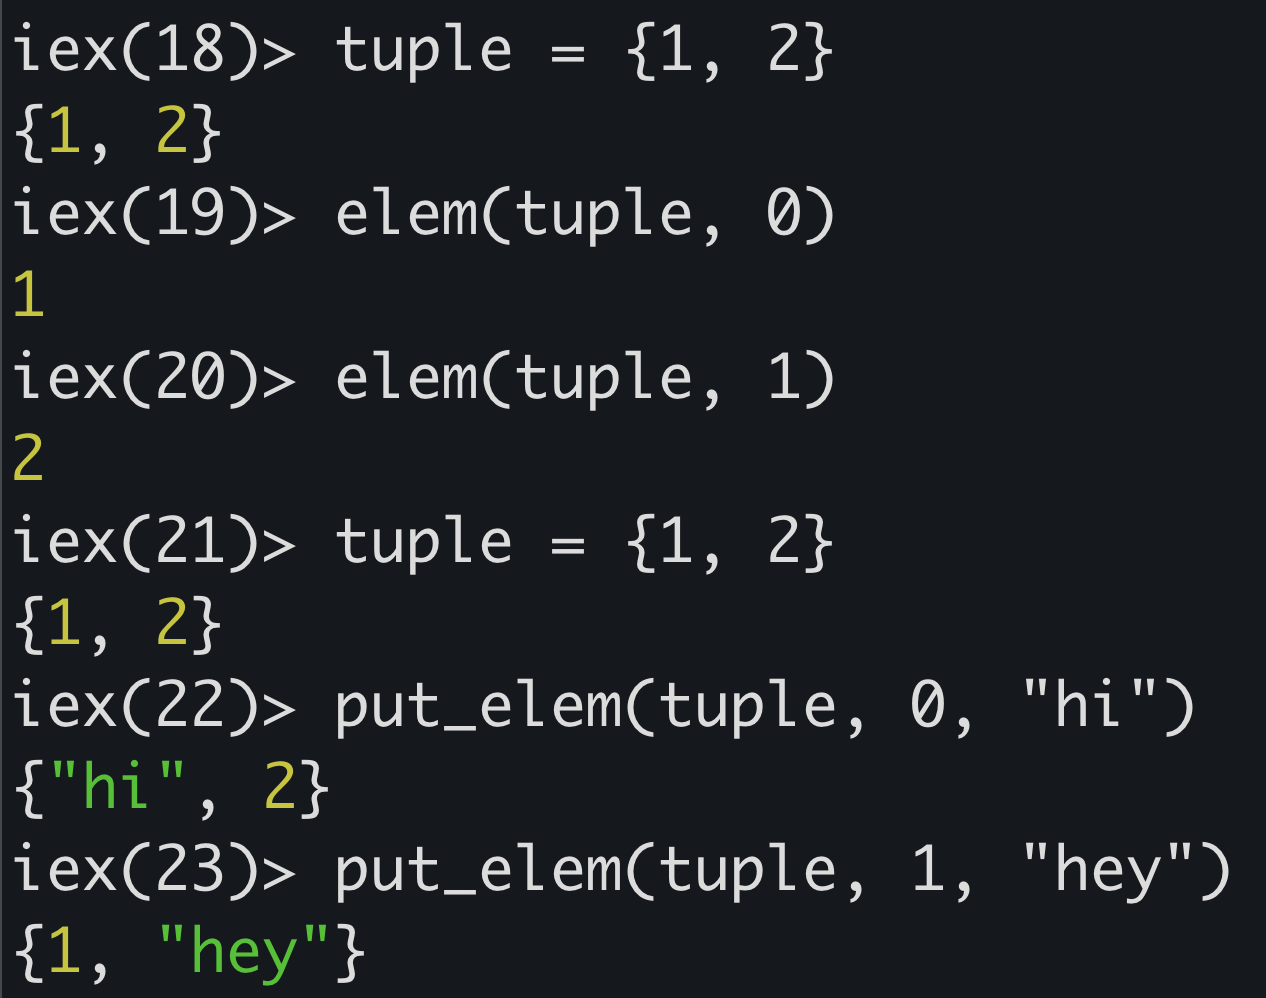 iex(18)> tuple = {1, 2}
{1, 2}
iex(19)> elem(tuple, 0)
1
iex(20)> elem(tuple, 1)
2
iex(21)> tuple = {1, 2}
{1, 2}
iex(22)> put_elem(tuple, 0, "hi")
{"hi", 2}
iex(23)> put_elem(tuple, 1, "hey")
{1, "hey"}